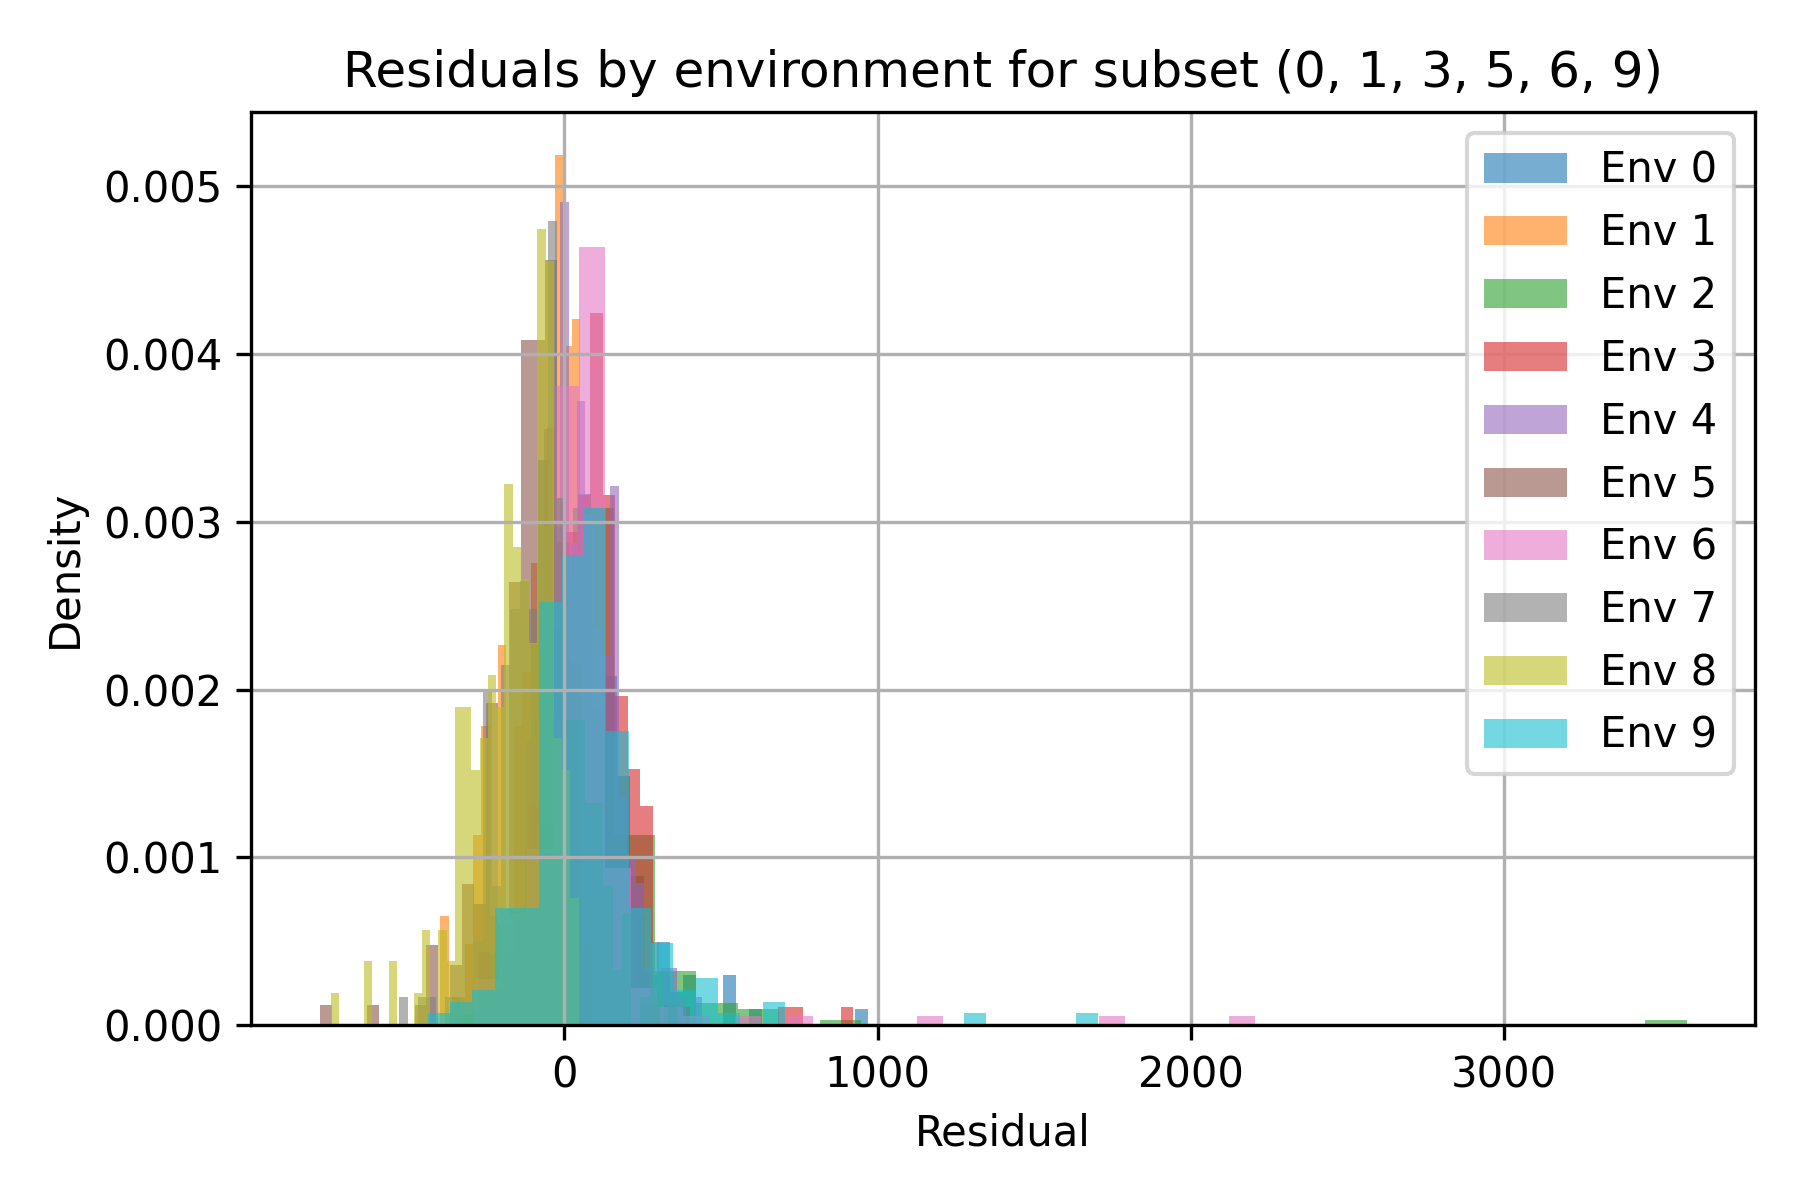 Residuals by environment for subset (0, 1, 3, 5, 6, 9)
0.005
0.004
0.003
0.002
0.001
0.000
Density
0
1000
2000
3000
Residual
Env 0
Env 1
Env 2
Env 3
Env 4
Env 5
Env 6
Env 7
Env 8
Env 9